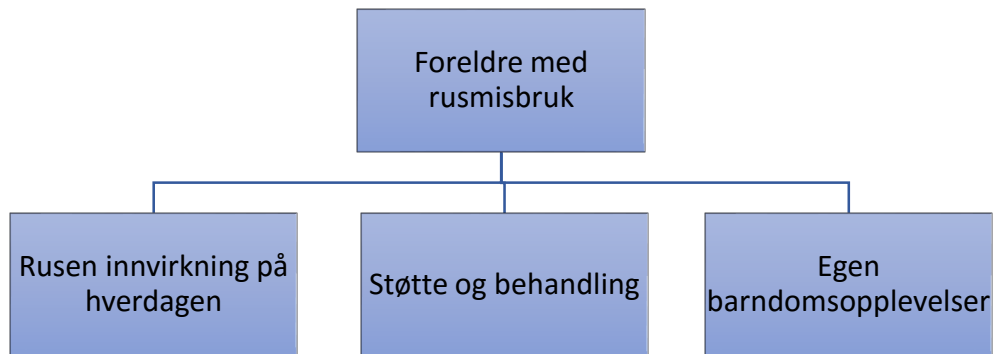 Foreldre med
rusmisbruk
Rusen innvirkning på
hverdagen
Støtte og behandling
Egen
barndomsopplevelser